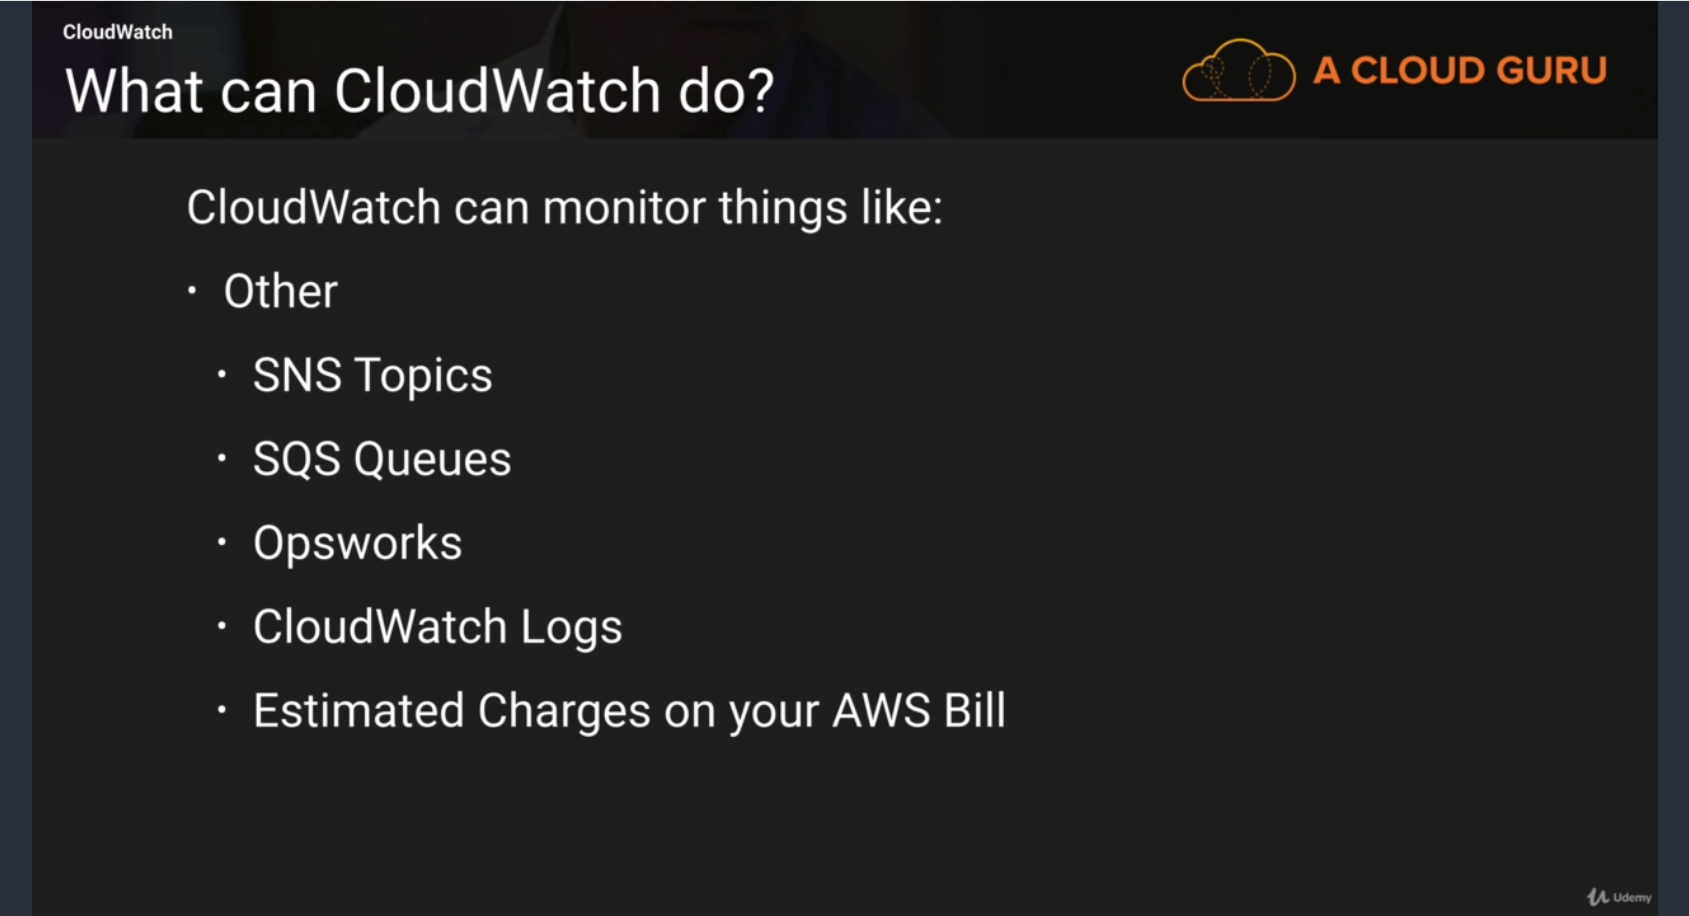 CloudWatch
What can CloudWatch do?
A CLOUD GURU
CloudWatch can monitor things like:
• Other
• SNS Topics
• SQS Queues
• Opsworks
• CloudWatch Logs
• Estimated Charges on your AWS Bill
Udemy